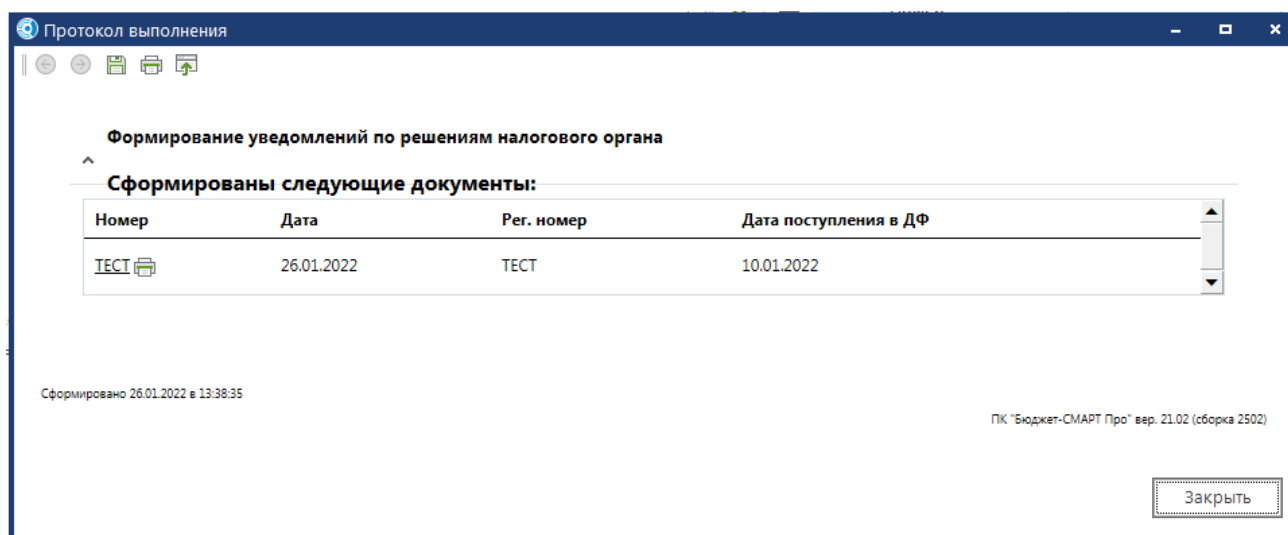 Протокол выполнения
Формирование уведомлений по решениям налогового органа
Сформированы следующие документы:
Номер Дата Рег. номер Дата поступления в ДФ
ТЕСТ 26.01.2022 ТЕСТ 10.01.2022
Сформировано 26.01.2022 в 13:38:35
ПК "Бюджет-СМАРТ Про" вер. 21.02 (сборка 2502)
Закрыть